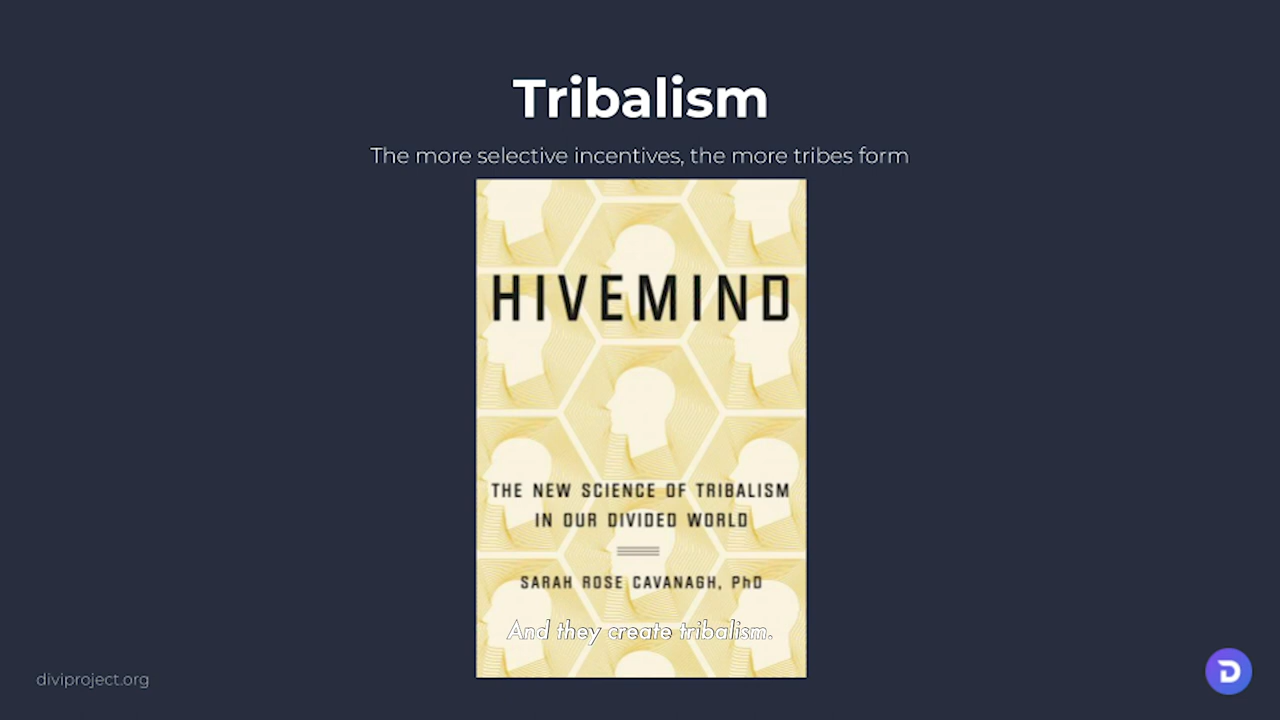 Tribalism
The more selective incentives, the more tribes form
HIVEMIND
THE NEW SCIENCE OF TRIBALISM
IN OUR DIVIDED WORLD
SARAH ROSE CAVANAGH, PhD
And they create tribalism.
diviproject.org